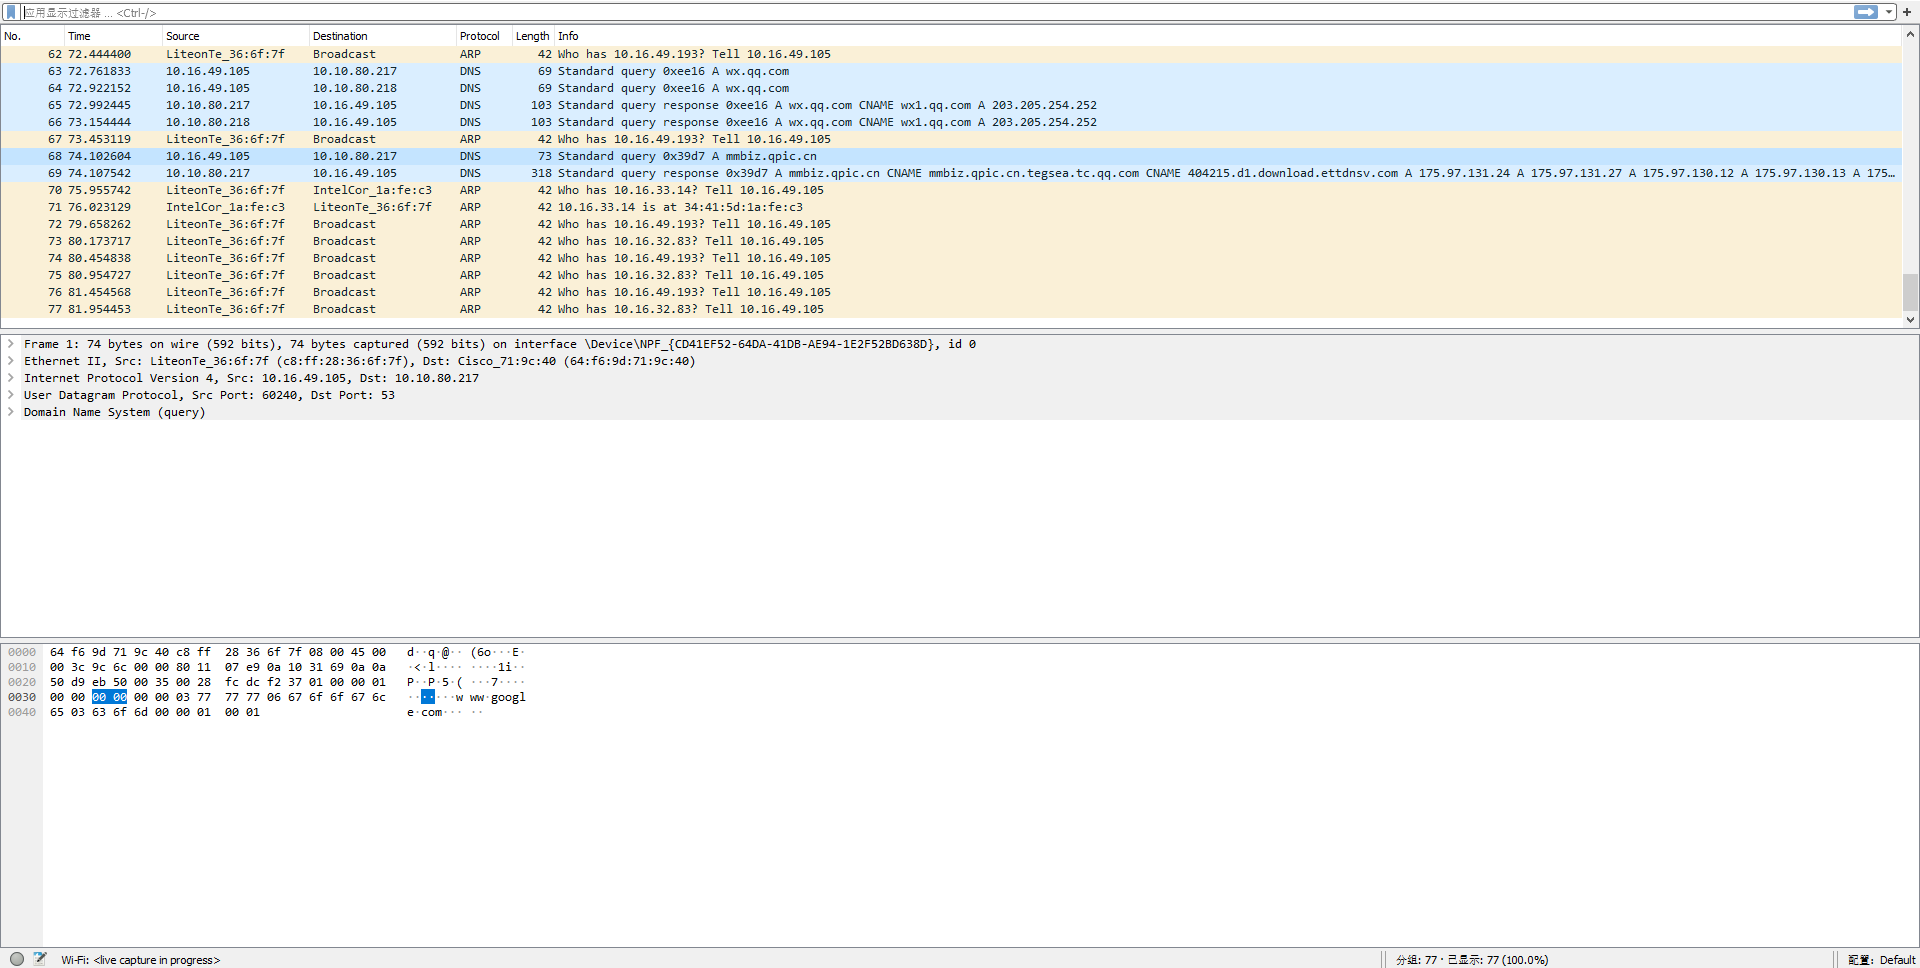 应用显示过滤器 … <Ctrl-/>
No. Time Source Destination Protocol Length Info
62 72.444400 LiteonTe_36:6f:7f Broadcast ARP 42 Who has 10.16.49.193? Tell 10.16.49.105
63 72.761833 10.16.49.105 10.10.80.217 DNS 69 Standard query 0xee16 A wx.qq.com
64 72.922152 10.16.49.105 10.10.80.218 DNS 69 Standard query 0xee16 A wx.qq.com
65 72.992445 10.10.80.217 10.16.49.105 DNS 103 Standard query response 0xee16 A wx.qq.com CNAME wx1.qq.com A 203.205.254.252
66 73.154444 10.10.80.218 10.16.49.105 DNS 103 Standard query response 0xee16 A wx.qq.com CNAME wx1.qq.com A 203.205.254.252
67 73.453119 LiteonTe_36:6f:7f Broadcast ARP 42 Who has 10.16.49.193? Tell 10.16.49.105
68 74.102604 10.16.49.105 10.10.80.217 DNS 73 Standard query 0x39d7 A mmbiz.qpic.cn
69 74.107542 10.10.80.217 10.16.49.105 DNS 318 Standard query response 0x39d7 A mmbiz.qpic.cn CNAME mmbiz.qpic.cn.tegsea.tc.qq.com CNAME 404215.d1.download.ettdnsv.com A 175.97.131.24 A 175.97.131.27 A 175.97.130.12 A 175.97.130.13 A 175…
70 75.955742 LiteonTe_36:6f:7f IntelCor_1a:fe:c3 ARP 42 Who has 10.16.33.14? Tell 10.16.49.105
71 76.023129 IntelCor_1a:fe:c3 LiteonTe_36:6f:7f ARP 42 10.16.33.14 is at 34:41:5d:1a:fe:c3
72 79.658262 LiteonTe_36:6f:7f Broadcast ARP 42 Who has 10.16.49.193? Tell 10.16.49.105
73 80.173717 LiteonTe_36:6f:7f Broadcast ARP 42 Who has 10.16.32.83? Tell 10.16.49.105
74 80.454838 LiteonTe_36:6f:7f Broadcast ARP 42 Who has 10.16.49.193? Tell 10.16.49.105
75 80.954727 LiteonTe_36:6f:7f Broadcast ARP 42 Who has 10.16.32.83? Tell 10.16.49.105
76 81.454568 LiteonTe_36:6f:7f Broadcast ARP 42 Who has 10.16.49.193? Tell 10.16.49.105
77 81.954453 LiteonTe_36:6f:7f Broadcast ARP 42 Who has 10.16.32.83? Tell 10.16.49.105
Frame 1: 74 bytes on wire (592 bits), 74 bytes captured (592 bits) on interface \Device\NPF_{CD41EF52-64DA-41DB-AE94-1E2F52BD638D}, id 0
Ethernet II, Src: LiteonTe_36:6f:7f (c8:ff:28:36:6f:7f), Dst: Cisco_71:9c:40 (64:f6:9d:71:9c:40)
Internet Protocol Version 4, Src: 10.16.49.105, Dst: 10.10.80.217
User Datagram Protocol, Src Port: 60240, Dst Port: 53
Domain Name System (query)
0000 64 f6 9d 71 9c 40 c8 ff 28 36 6f 7f 08 00 45 00 d··q·@·· (6o···E·
0010 00 3c 9c 6c 00 00 80 11 07 e9 0a 10 31 69 0a 0a ·<·l···· ····1i··
0020 50 d9 eb 50 00 35 00 28 fc dc f2 37 01 00 00 01 P··P·5·( ···7····
0030 00 00 00 00 00 00 03 77 77 77 06 67 6f 6f 67 6c ·······w ww·googl
0040 65 03 63 6f 6d 00 00 01 00 01 e·com··· ··
Wi-Fi: <live capture in progress>
分组: 77 · 已显示: 77 (100.0%)
配置: Default